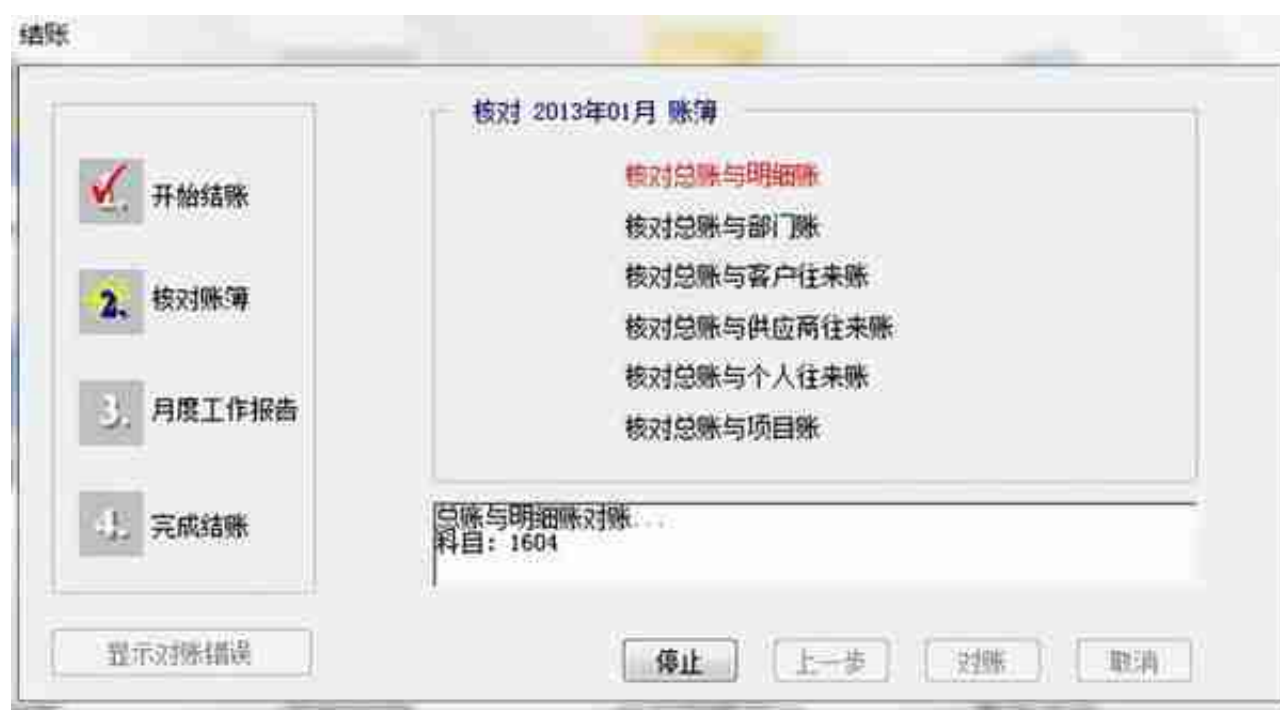 结账
开始结账
2. 核对账簿
3. 月度工作报告
4. 完成结账
显示对账错误
核对 2013年01月 账簿
核对总账与明细账
核对总账与部门账
核对总账与客户往来账
核对总账与供应商往来账
核对总账与个人往来账
核对总账与项目账
总账与明细账对账...
科目: 1604
停止 上一步 对账 取消